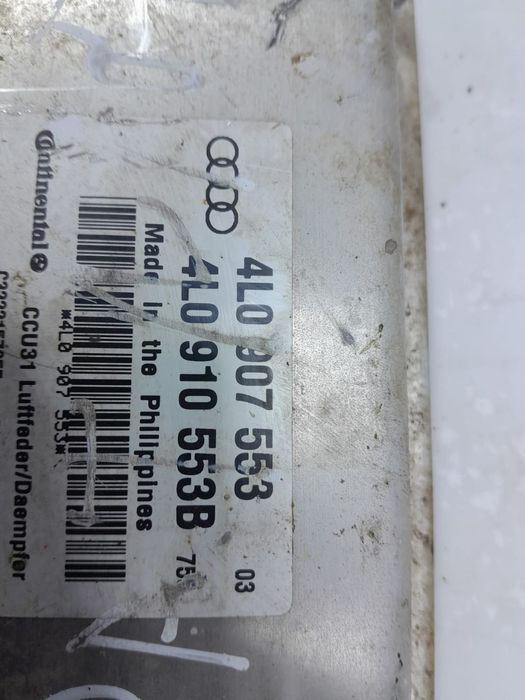 4L0 907 553 03
4L0 910 553B
Made in the Philippines
*4L0 907 553*
Continental
CCU31 Luftfeder/Daempfer